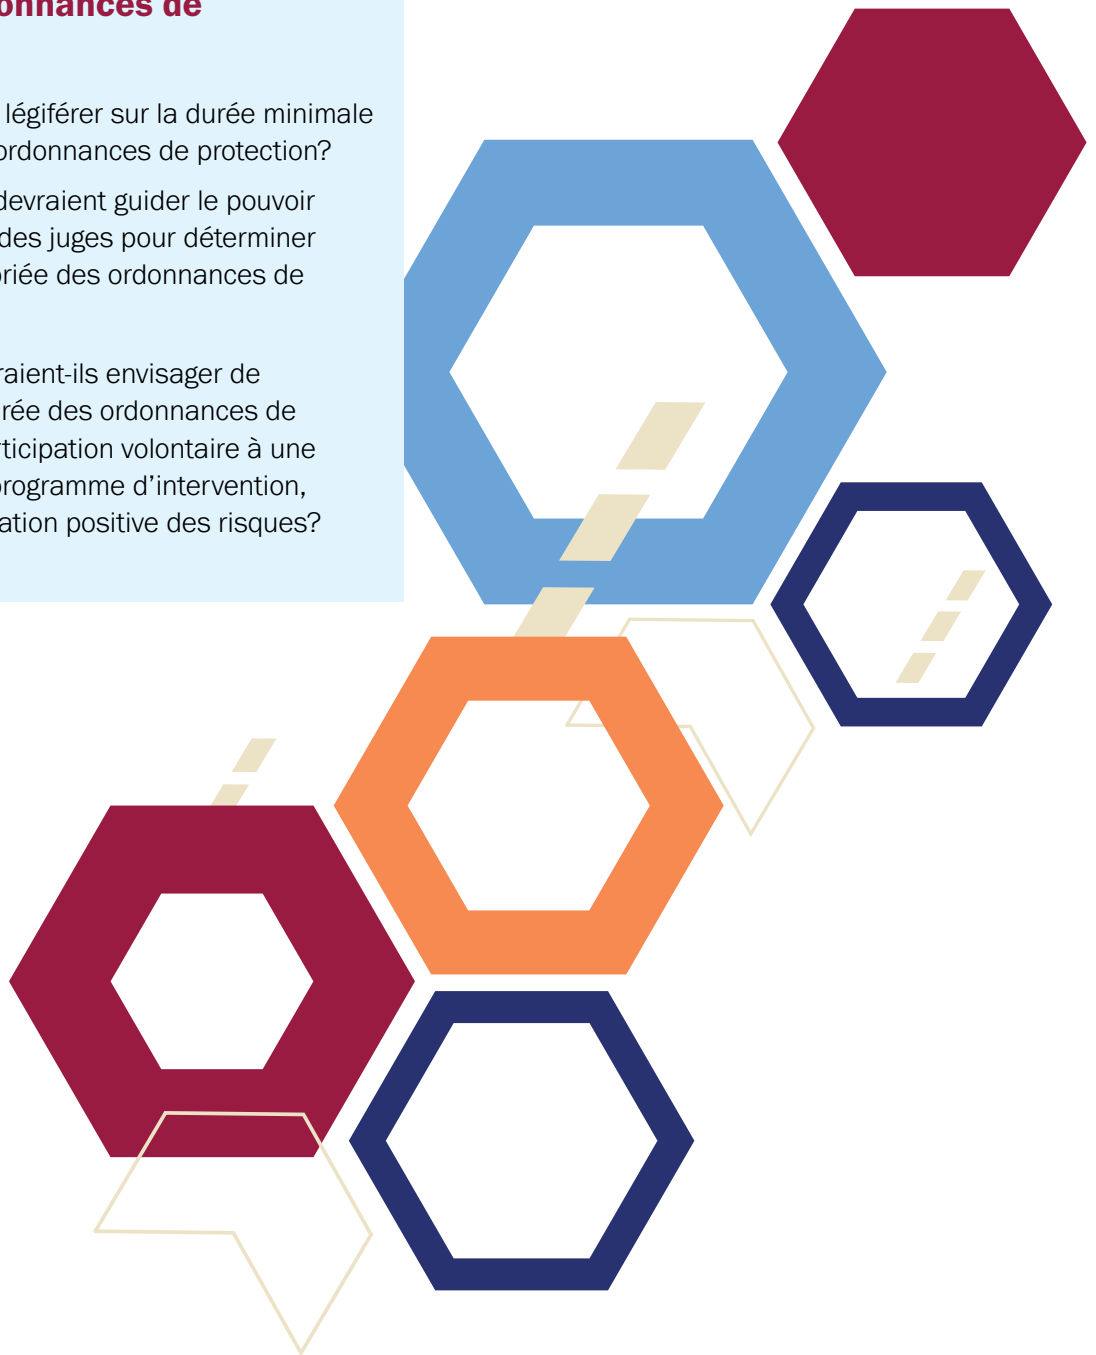 onnances de
légiférer sur la durée minimale
ordonnances de protection?
devraient guider le pouvoir
des juges pour déterminer
priée des ordonnances de
raient-ils envisager de
rée des ordonnances de
rticipation volontaire à une
programme d’intervention,
ation positive des risques?